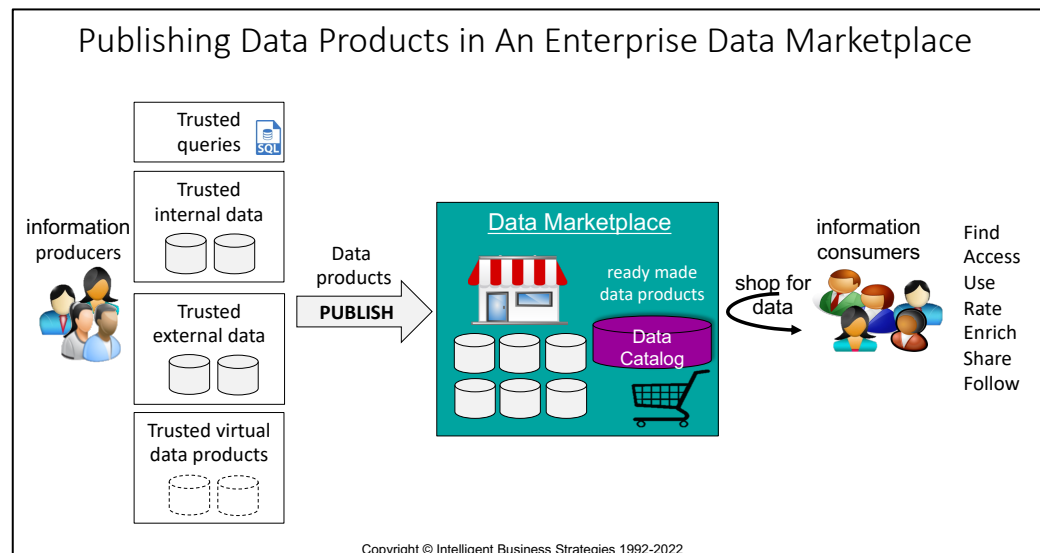 Publishing Data Products in An Enterprise Data Marketplace
information
producers
Trusted
queries
SQL
Trusted
internal data
Trusted
external data
Trusted virtual
data products
Data
products
PUBLISH
Data Marketplace
ready made
data products
Data
Catalog
shop for
data
information
consumers
Find
Access
Use
Rate
Enrich
Share
Follow
Copyright © Intelligent Business Strategies 1992-2022